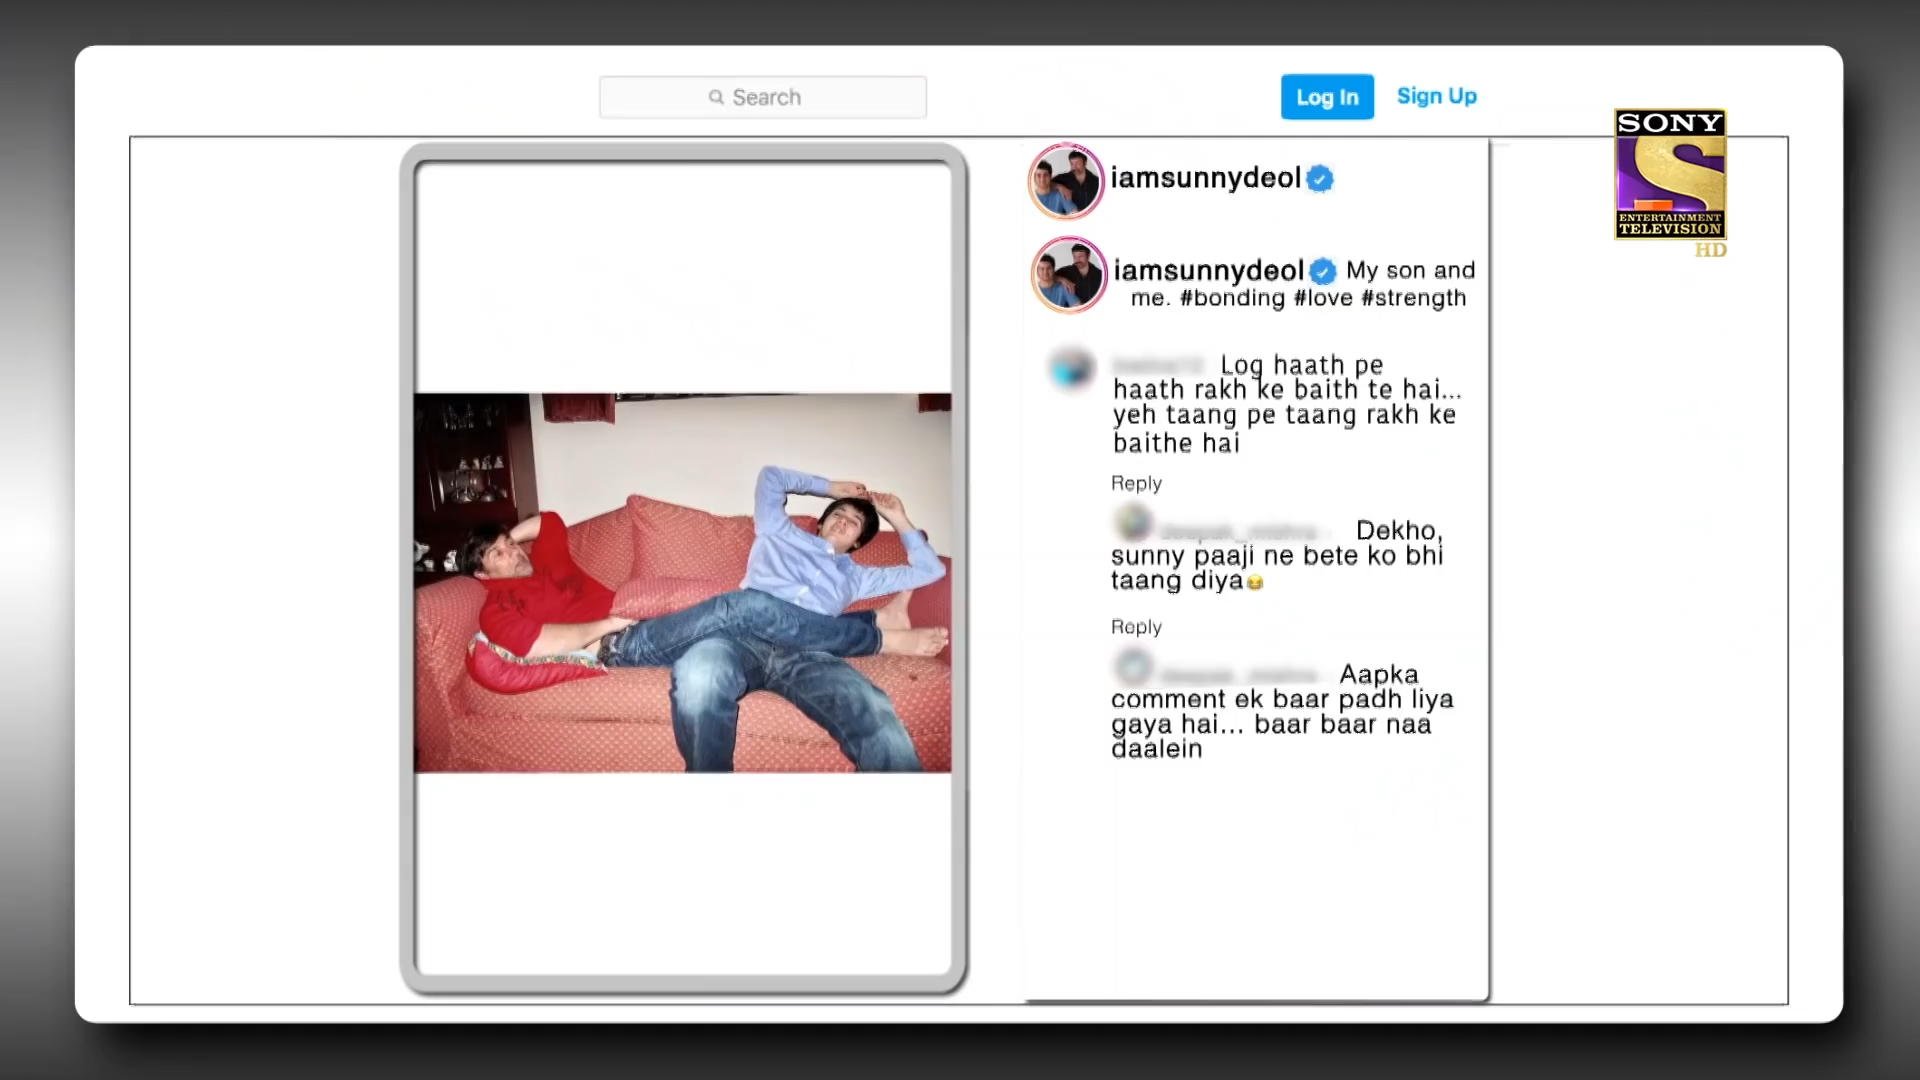 Search
Log In
Sign Up
SONY
ENTERTAINMENT
TELEVISION
HD
iamsunnydeol
iamsunnydeol My son and
me. #bonding #love #strength
Log haath pe
haath rakh ke baith te hai...
yeh taang pe taang rakh ke
baithe hai
Reply
Dekho,
sunny paaji ne bete ko bhi
taang diya😂
Reply
Aapka
comment ek baar padh liya
gaya hai... baar baar naa
daalein